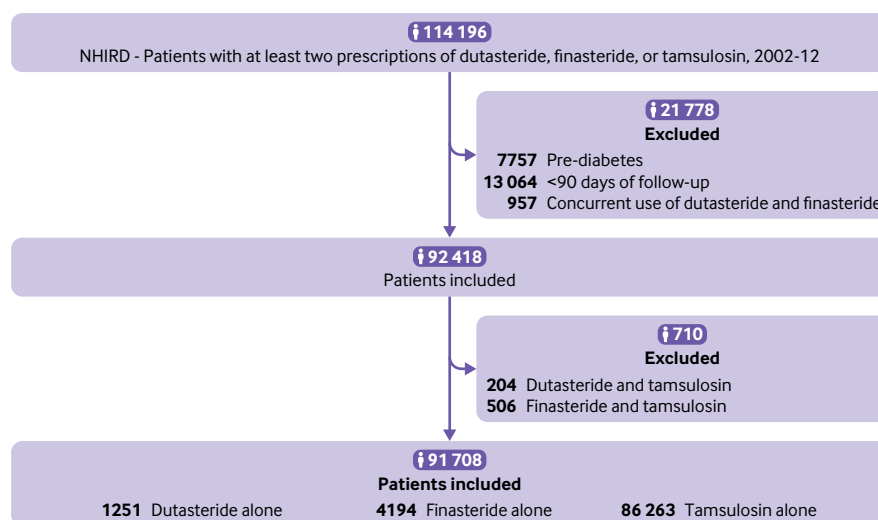 114 196
NHIRD - Patients with at least two prescriptions of dutasteride, finasteride, or tamsulosin, 2002-12
21 778
Excluded
7757 Pre-diabetes
13 064 <90 days of follow-up
957 Concurrent use of dutasteride and finasteride
92 418
Patients included
710
Excluded
204 Dutasteride and tamsulosin
506 Finasteride and tamsulosin
91 708
Patients included
1251 Dutasteride alone 4194 Finasteride alone 86 263 Tamsulosin alone